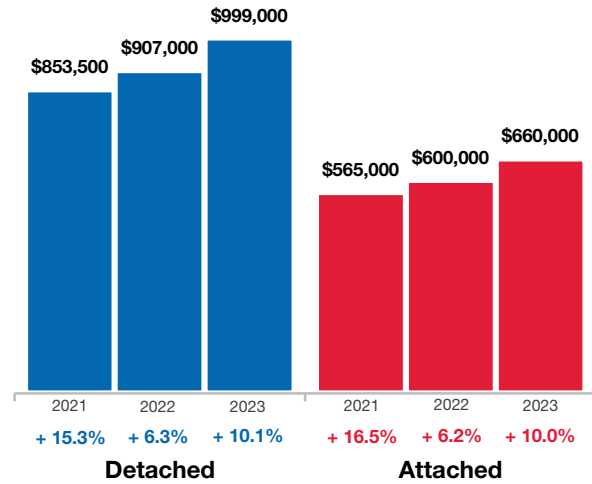 $853,500
$907,000
$999,000
$565,000
$600,000
$660,000
2021 2022 2023 2021 2022 2023
+ 15.3% + 6.3% + 10.1% + 16.5% + 6.2% + 10.0%
Detached Attached